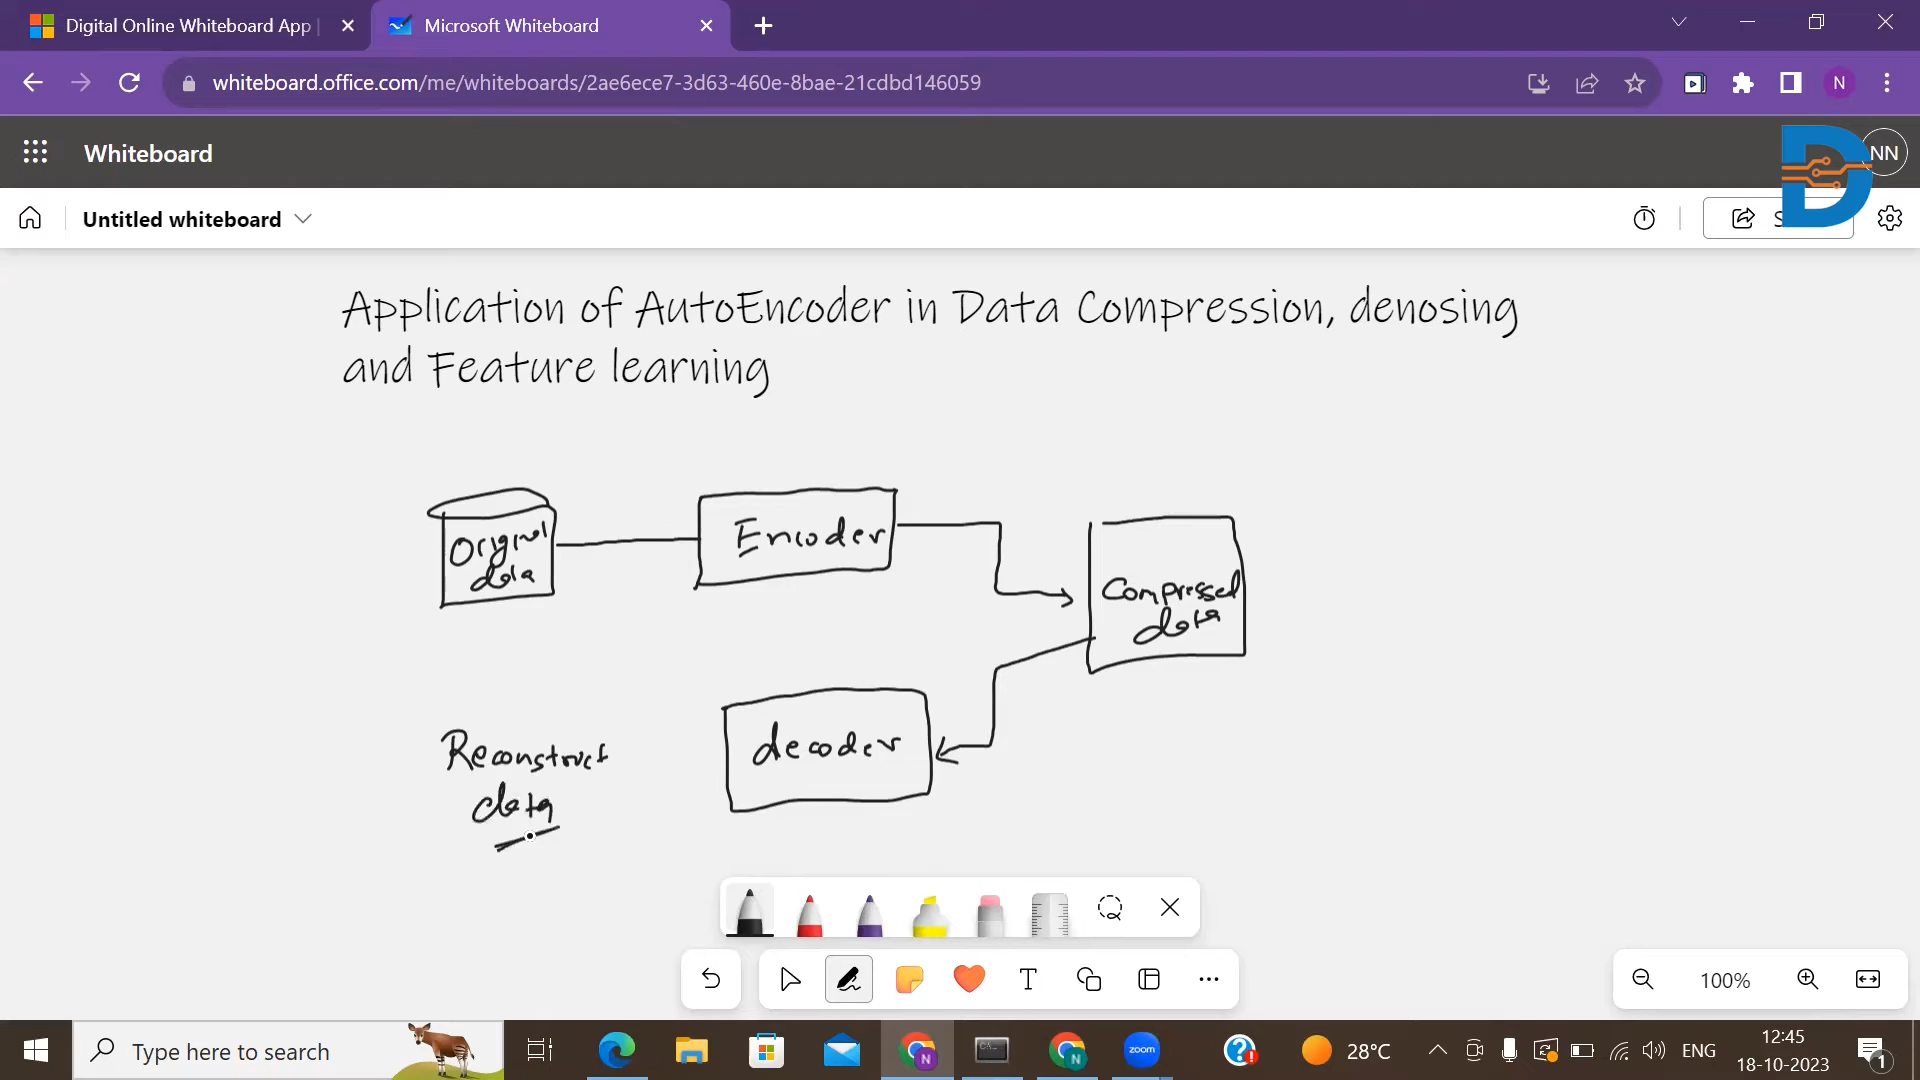 Digital Online Whiteboard App
Microsoft Whiteboard
whiteboard.office.com/me/whiteboards/2ae6ece7-3d63-460e-8bae-21cdbd146059
N
Whiteboard
NN
Untitled whiteboard
S
Application of AutoEncoder in Data Compression, denosing
and Feature learning
Original
data
Encoder
Compressed
data
decoder
Reconstruct
data
T
100%
Type here to search
N
N
zoom
28°C
ENG
12:45
18-10-2023
1